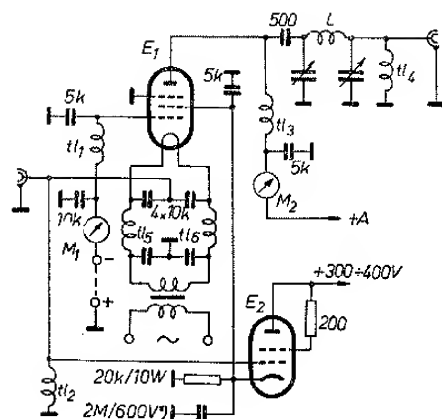 500
L
E1
5k
5k
tl1
tl3
tl4
10k
4x10k
5k
M1
tl5
tl6
M2
+A
−
+
~
E2
+300÷400V
200
tl2
20k/10W
2M/600V